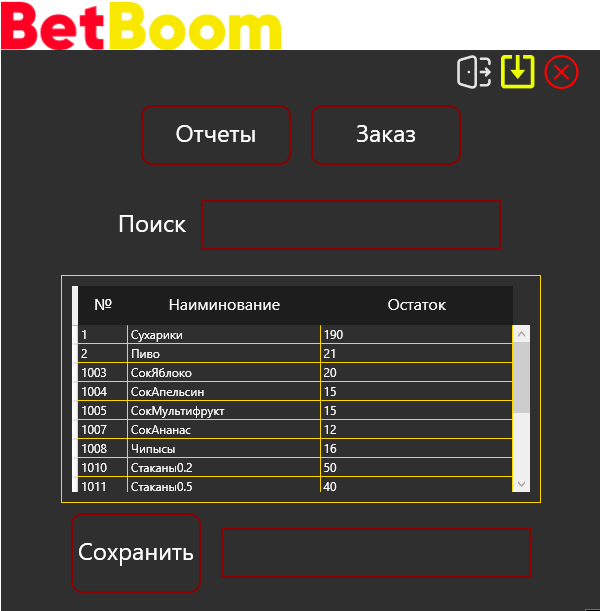 BetBoom
Отчеты Заказ
Поиск
№ Наиминование Остаток
1 Сухарики 190
2 Пиво 21
1003 СокЯблоко 20
1004 СокАпельсин 15
1005 СокМультифрукт 15
1007 СокАнанас 12
1008 Чипысы 16
1010 Стаканы0.2 50
1011 Стаканы0.5 40
Сохранить